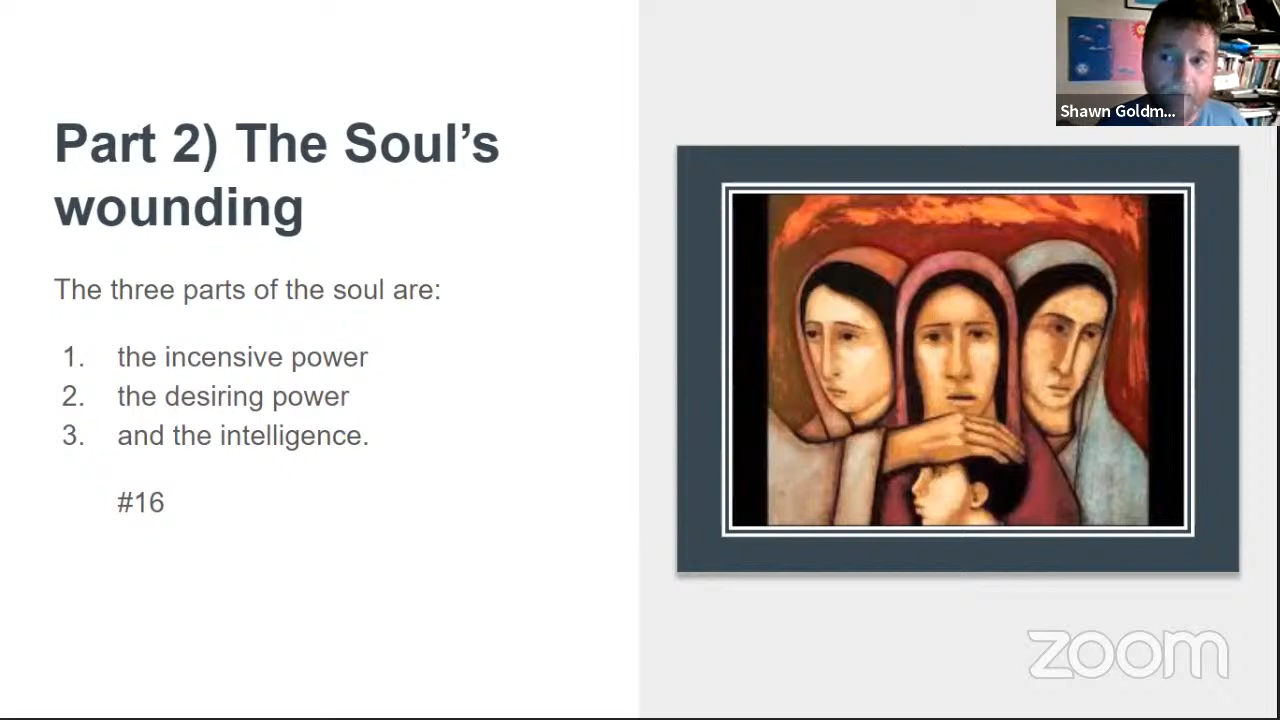 Part 2) The Soul’s
wounding
The three parts of the soul are:
1. the incensive power
2. the desiring power
3. and the intelligence.
#16
Shawn Goldm...
zoom